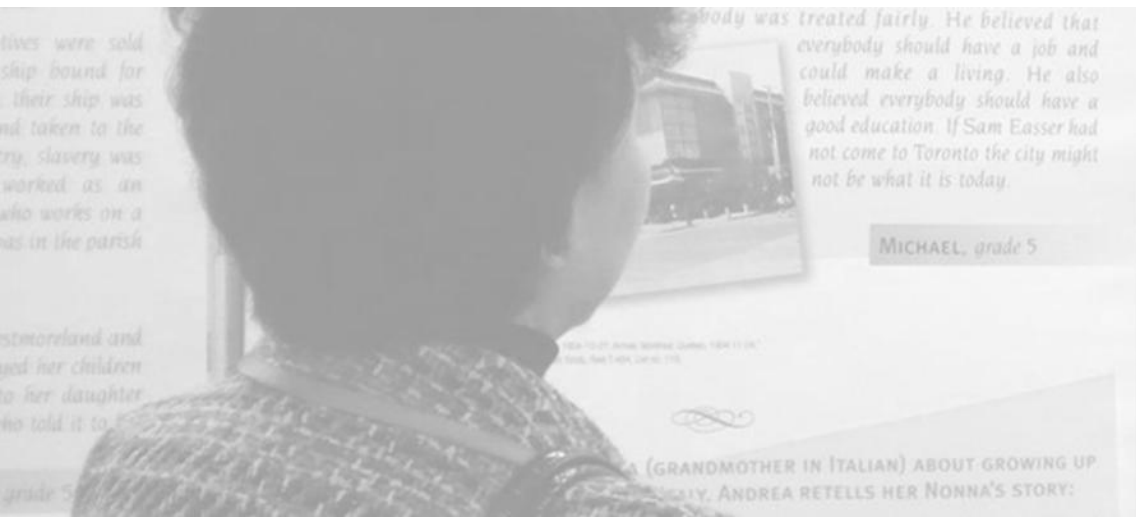 tives were sold
ship bound for
their ship was
nd taken to the
try, slavery was
worked as an
who works on a
was in the parish
stmoreland and
yed her children
to her daughter
ho told it to
grade 5
body was treated fairly. He believed that
everybody should have a job and
could make a living. He also
believed everybody should have a
good education. If Sam Easser had
not come to Toronto the city might
not be what it is today.
MICHAEL, grade 5
A (GRANDMOTHER IN ITALIAN) ABOUT GROWING UP
ANDREA RETELLS HER NONNA'S STORY: